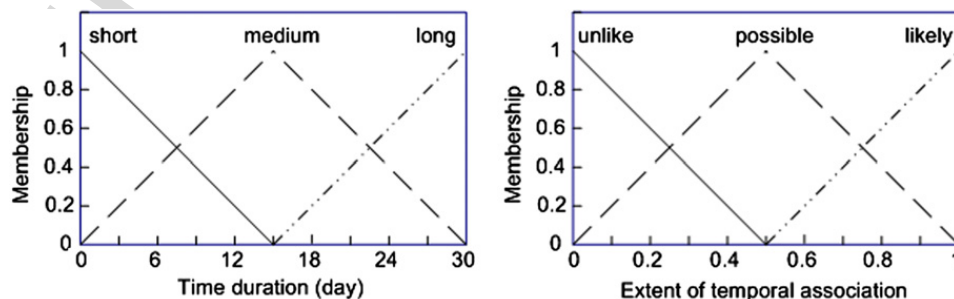 short medium long
1
0.8
0.6
0.4
0.2
0
Membership
0 6 12 18 24 30
Time duration (day)
unlike possible likely
1
0.8
0.6
0.4
0.2
0
Membership
0 0.2 0.4 0.6 0.8
Extent of temporal association